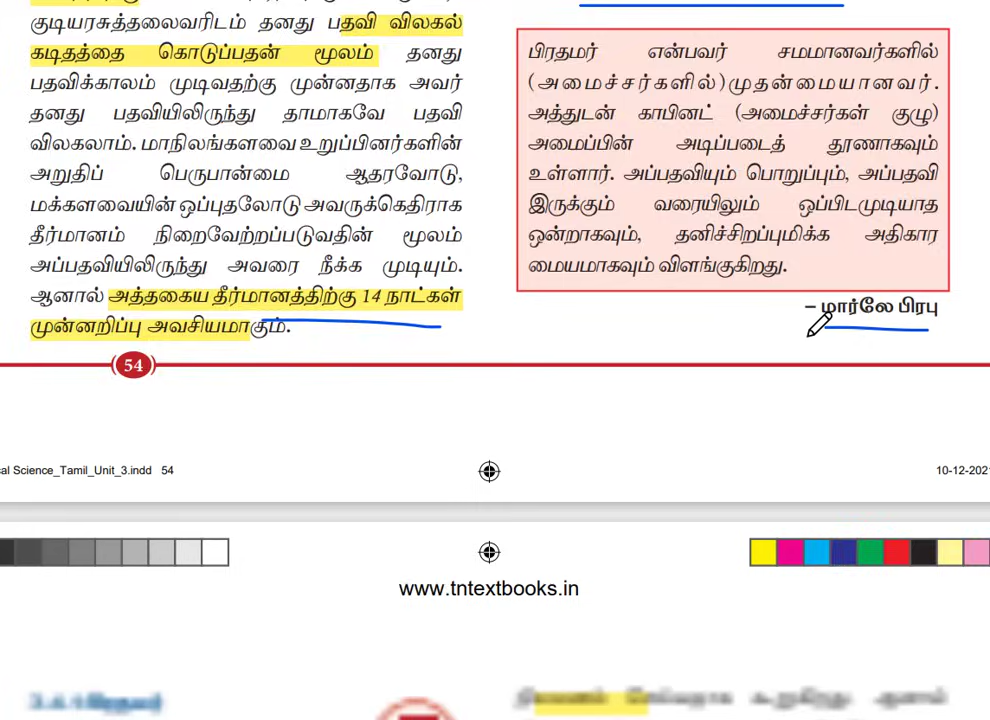 குடியரசுத்தலைவரிடம் தனது பதவி விலகல்
கடிதத்தை கொடுப்பதன் மூலம் தனது
பதவிக்காலம் முடிவதற்கு முன்னதாக அவர்
தனது பதவியிலிருந்து தாமாகவே பதவி
விலகலாம். மாநிலங்களவை உறுப்பினர்களின்
அறுதிப் பெரும்பான்மை ஆதரவோடு,
மக்களவையின் ஒப்புதலோடு அவருக்கெதிராக
தீர்மானம் நிறைவேற்றப்படுவதின் மூலம்
அப்பதவியிலிருந்து அவரை நீக்க முடியும்.
ஆனால் அத்தகைய தீர்மானத்திற்கு 14 நாட்கள்
முன்னறிப்பு அவசியமாகும்.
பிரதமர் என்பவர் சமமானவர்களில்
(அமைச்சர்களில்)முதன்மையானவர்.
அத்துடன் காபினட் (அமைச்சர்கள் குழு)
அமைப்பின் அடிப்படைத் தூணாகவும்
உள்ளார். அப்பதவியும் பொறுப்பும், அப்பதவி
இருக்கும் வரையிலும் ஒப்பிடமுடியாத
ஒன்றாகவும், தனிச்சிறப்புமிக்க அதிகார
மையமாகவும் விளங்குகிறது.
– மார்லே பிரபு
54
al Science_Tamil_Unit_3.indd 54
10-12-2021
www.tntextbooks.in